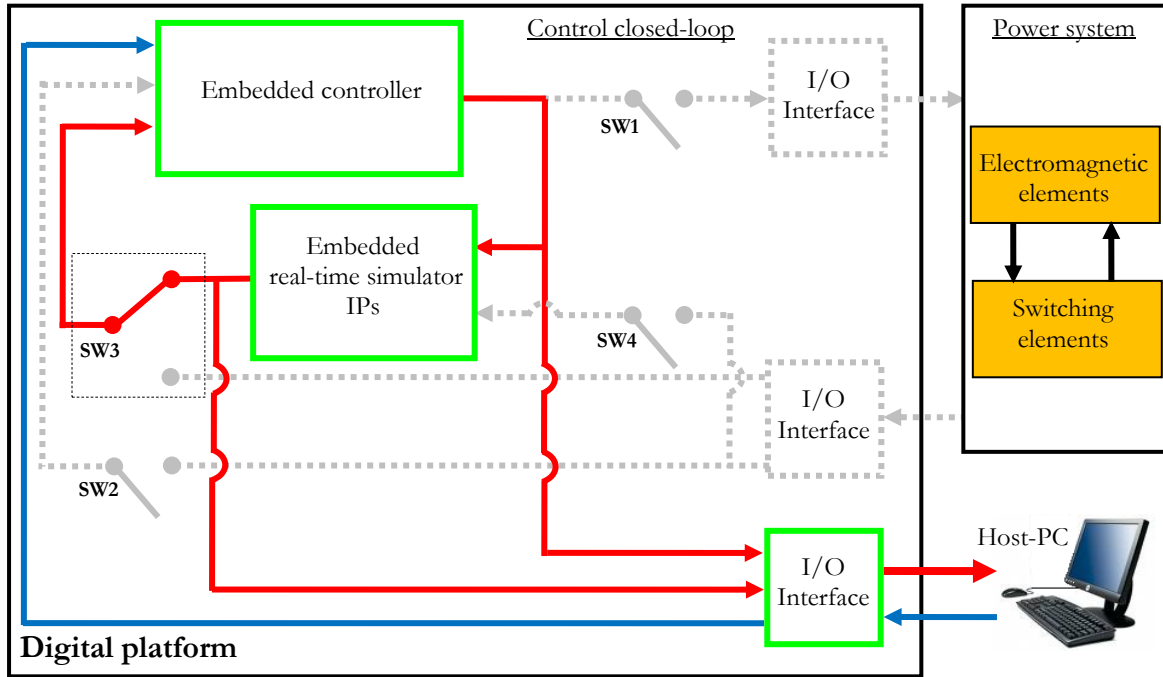 Control closed-loop
Power system
Embedded controller
I/O
Interface
SW1
Electromagnetic
elements
Embedded
real-time simulator
IPs
Switching
elements
SW3
SW4
I/O
Interface
SW2
Host-PC
I/O
Interface
Digital platform